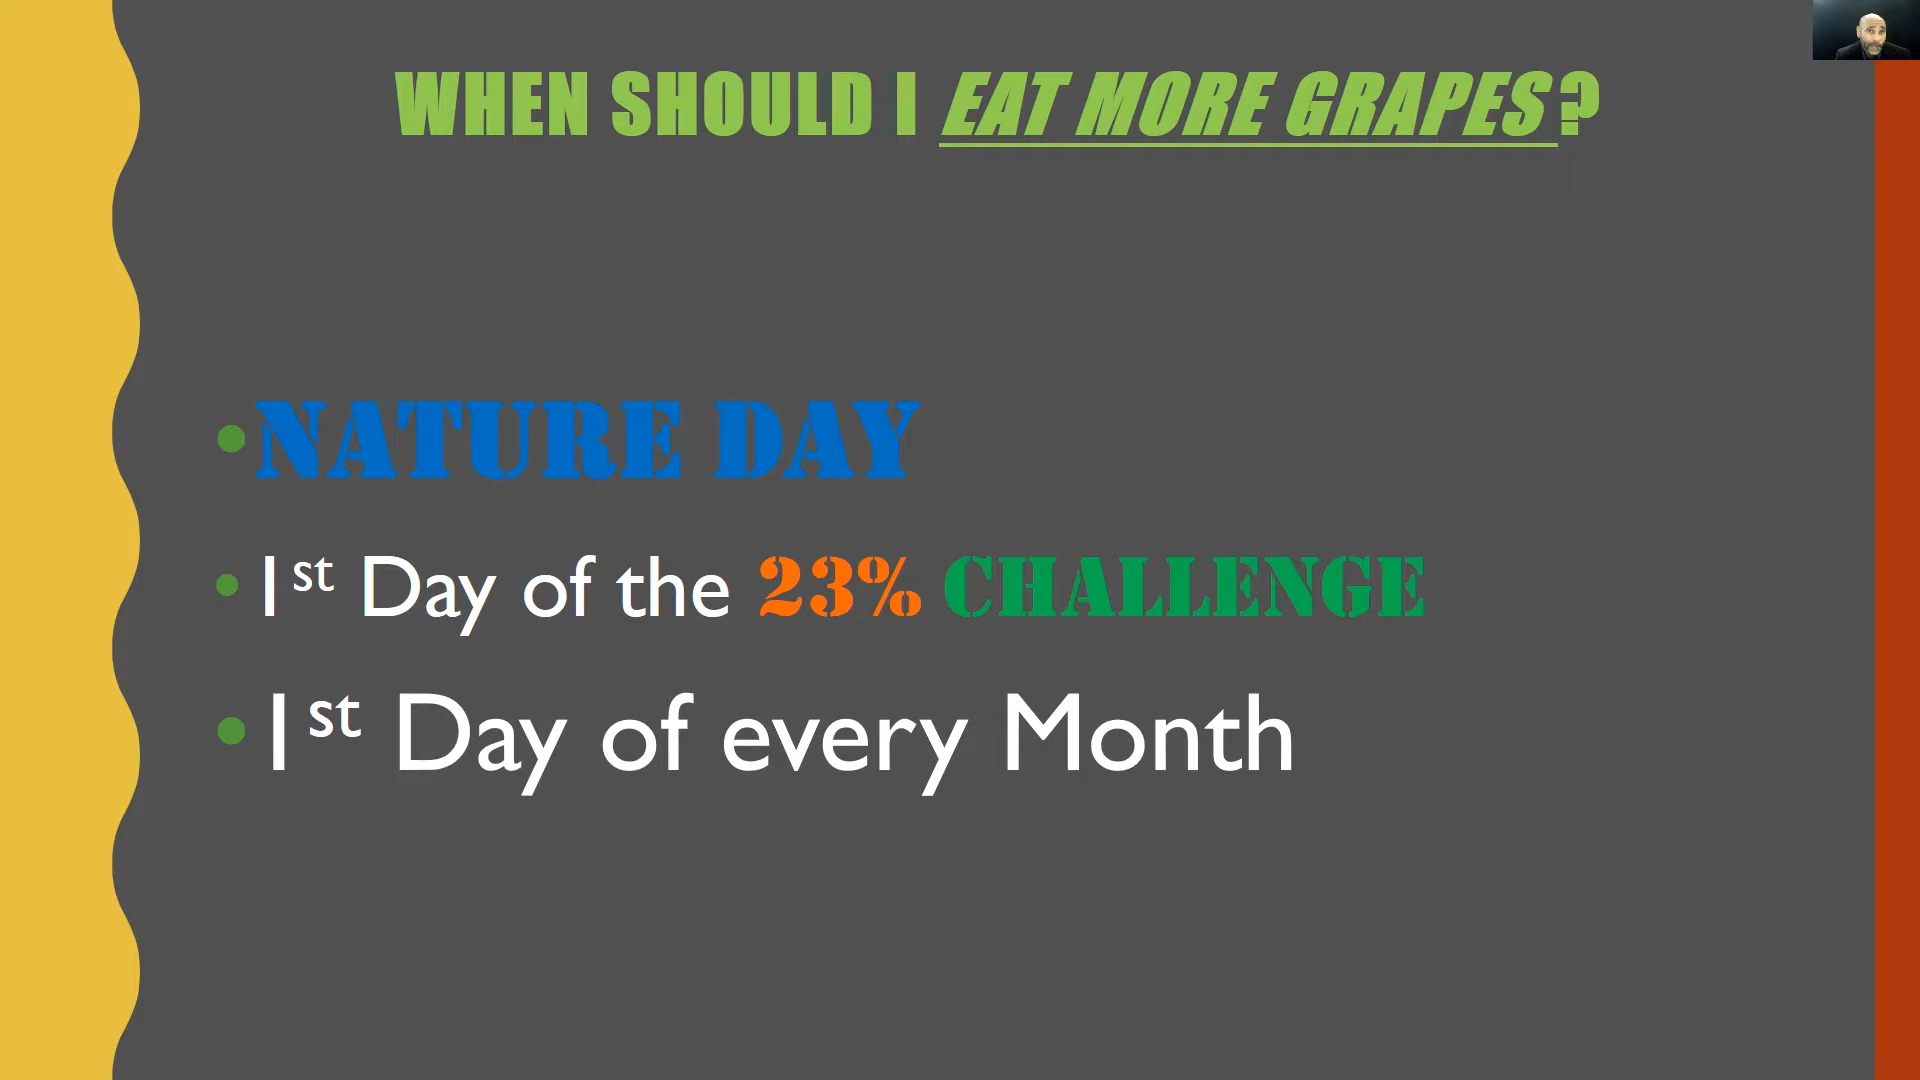 WHEN SHOULD I EAT MORE GRAPES?
• NATURE DAY
• 1st Day of the 23% CHALLENGE
• 1st Day of every Month